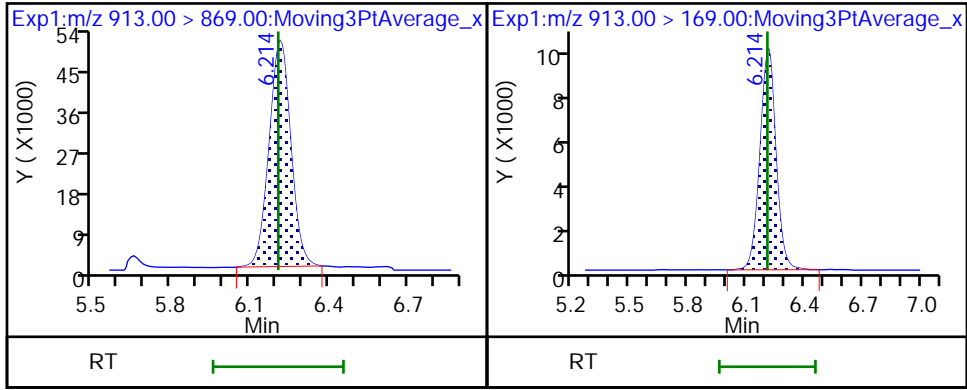 Exp1:m/z 913.00 > 869.00:Moving3PtAverage_x
54
45
36
27
18
9
0
Y ( X1000)
6.214
5.5 5.8 6.1 6.4 6.7
Min
RT
Exp1:m/z 913.00 > 169.00:Moving3PtAverage_x
10
8
6
4
2
0
Y ( X1000)
6.214
5.2 5.5 5.8 6.1 6.4 6.7 7.0
Min
RT